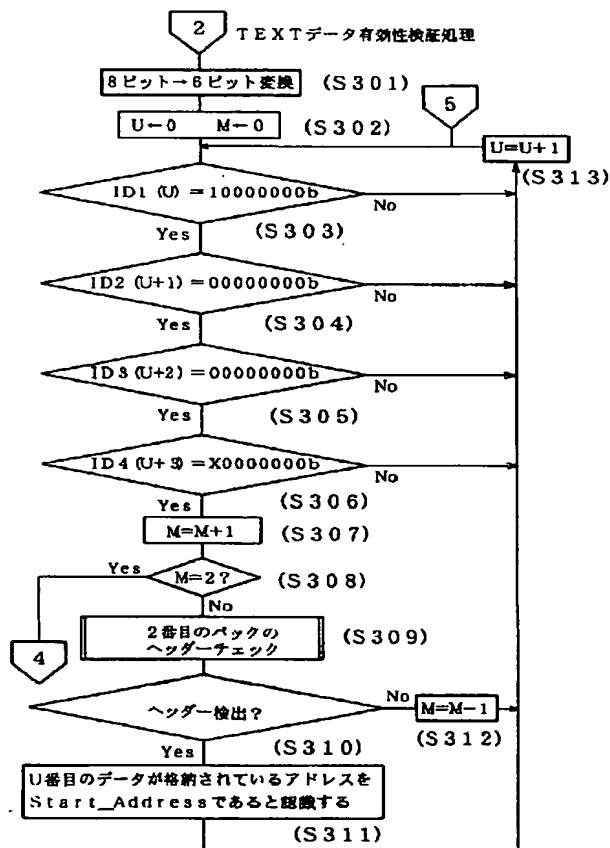 2
TEXTデータ有効性検証処理
8ビット→6ビット変換
(S301)
5
U←0 M←0
(S302)
U=U+1
(S313)
ID1(U)=10000000b
No
Yes
(S303)
ID2(U+1)=00000000b
No
Yes
(S304)
ID3(U+2)=00000000b
No
Yes
(S305)
ID4(U+3)=X0000000b
No
Yes
(S306)
M=M+1
(S307)
Yes
M=2?
(S308)
No
4
2番目のパックの
ヘッダーチェック
(S309)
ヘッダー検出?
No
M=M-1
(S312)
Yes
(S310)
U番目のデータが格納されているアドレスを
Start_Addressであると認識する
(S311)